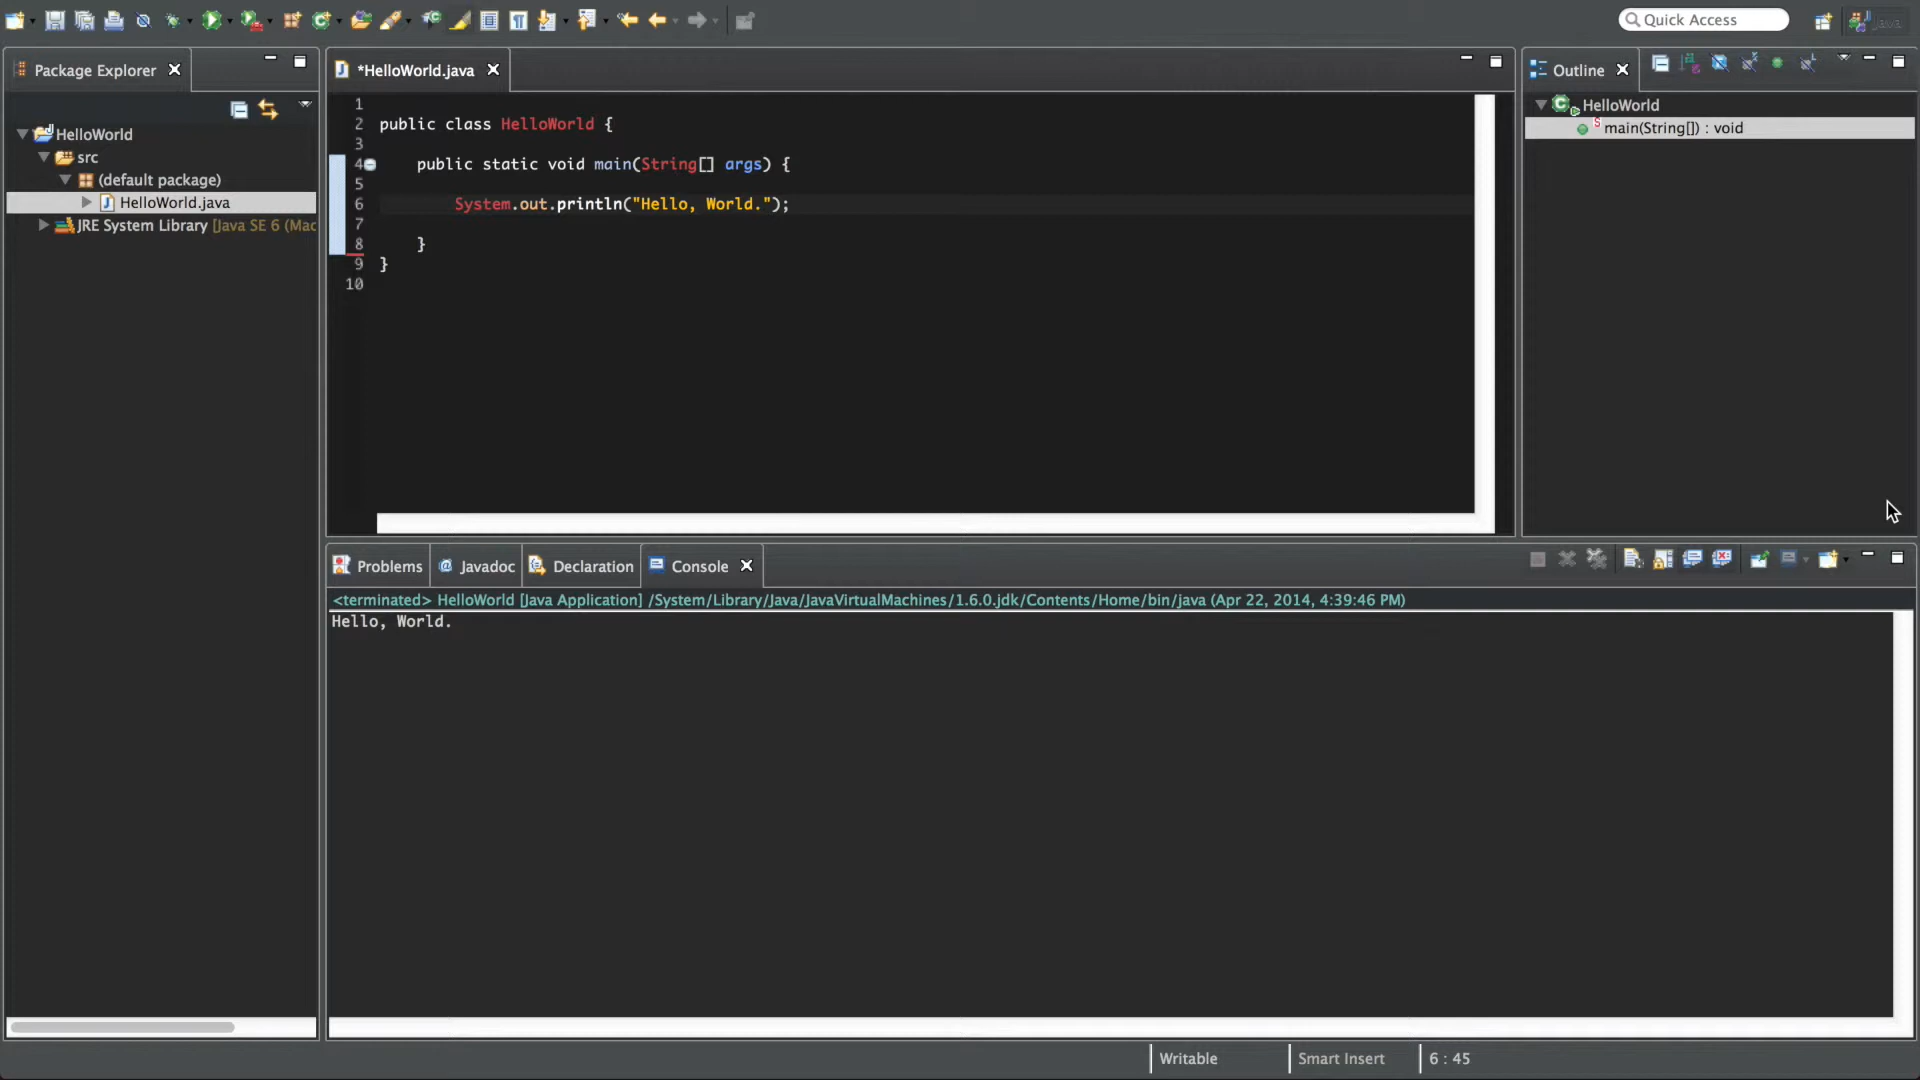 Quick Access
Java
Package Explorer
*HelloWorld.java
Outline
HelloWorld
src
(default package)
HelloWorld.java
JRE System Library [Java SE 6 (Mac
1
2 public class HelloWorld {
3
4 public static void main(String[] args) {
5
6 System.out.println("Hello, World.");
7
8 }
9 }
10
HelloWorld
main(String[]) : void
Problems
Javadoc
Declaration
Console
<terminated> HelloWorld [Java Application] /System/Library/Java/JavaVirtualMachines/1.6.0.jdk/Contents/Home/bin/java (Apr 22, 2014, 4:39:46 PM)
Hello, World.
Writable
Smart Insert
6 : 45